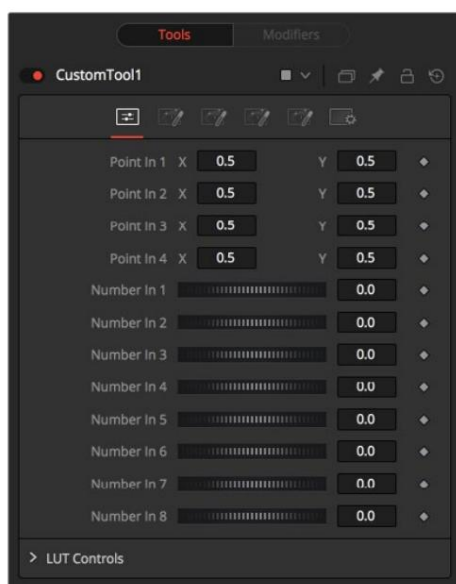 Tools Modifiers
CustomTool1
Point In 1 X 0.5 Y 0.5
Point In 2 X 0.5 Y 0.5
Point In 3 X 0.5 Y 0.5
Point In 4 X 0.5 Y 0.5
Number In 1 0.0
Number In 2 0.0
Number In 3 0.0
Number In 4 0.0
Number In 5 0.0
Number In 6 0.0
Number In 7 0.0
Number In 8 0.0
LUT Controls